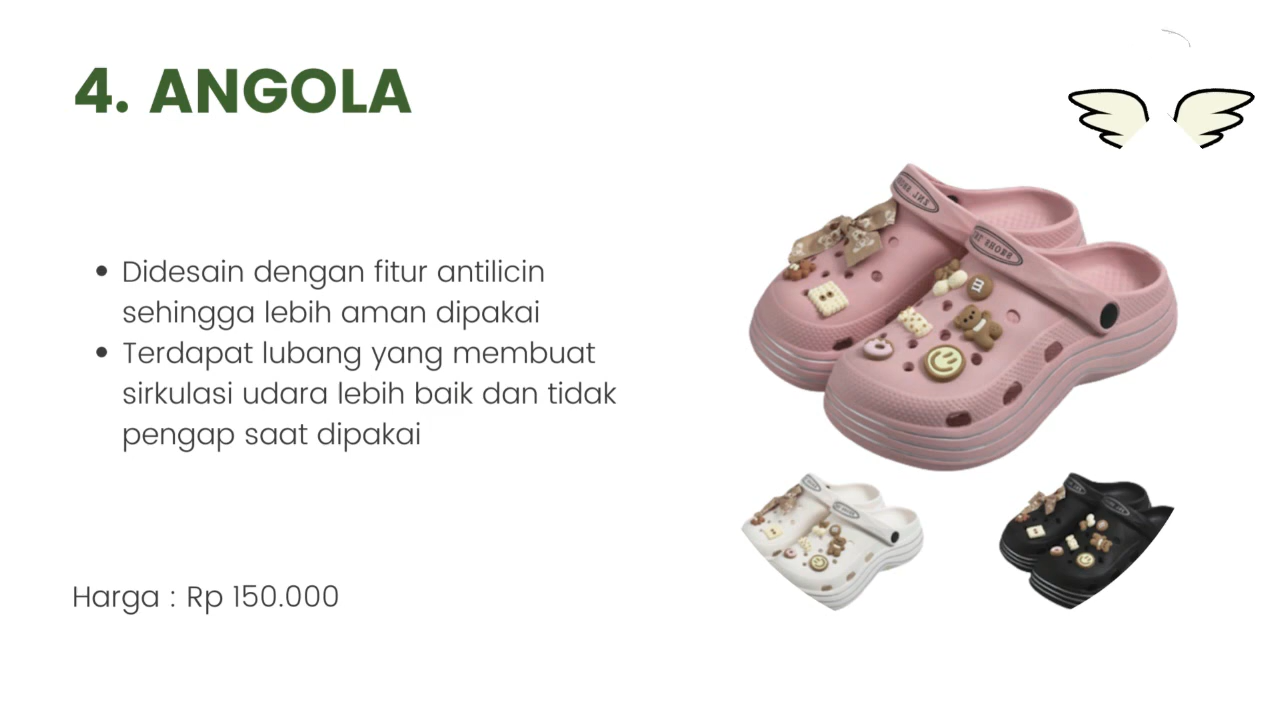 4. ANGOLA
Didesain dengan fitur antilicin
sehingga lebih aman dipakai
Terdapat lubang yang membuat
sirkulasi udara lebih baik dan tidak
pengap saat dipakai
Harga : Rp 150.000